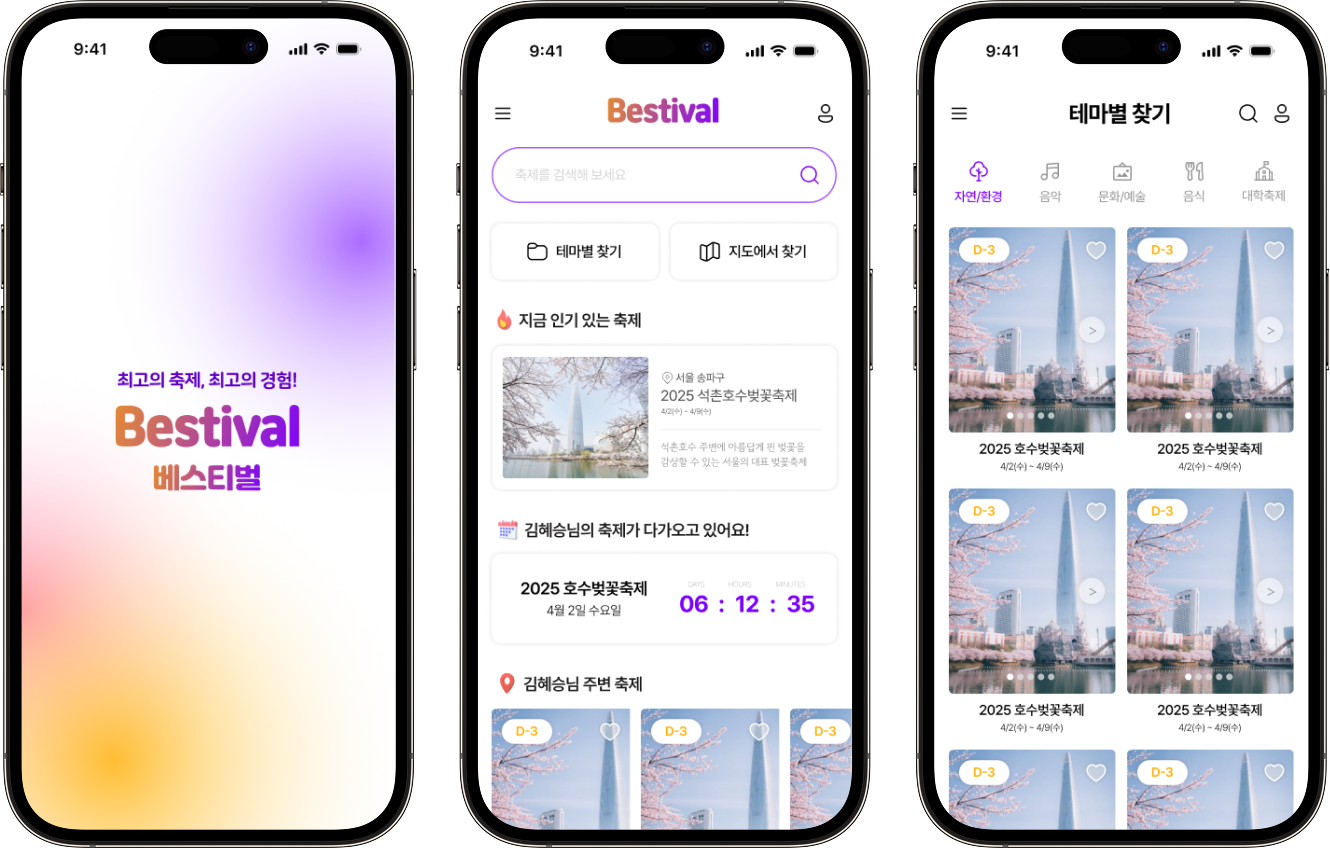 9:41
최고의 축제, 최고의 경험!
Bestival
베스티벌
9:41
Bestival
축제를 검색해 보세요
테마별 찾기
지도에서 찾기
지금 인기 있는 축제
서울 송파구
2025 석촌호수벚꽃축제
4/2(수) ~ 4/9(수)
석촌호수 주변에 아름답게 핀 벚꽃을
감상할 수 있는 서울의 대표 벚꽃축제
김혜승님의 축제가 다가오고 있어요!
2025 호수벚꽃축제
4월 2일 수요일
DAYS HOURS MINUTES
06 : 12 : 35
김혜승님 주변 축제
D-3
D-3
D-3
9:41
테마별 찾기
자연/환경
음악
문화/예술
음식
대학축제
D-3
>
D-3
>
2025 호수벚꽃축제
4/2(수) ~ 4/9(수)
2025 호수벚꽃축제
4/2(수) ~ 4/9(수)
D-3
>
D-3
>
2025 호수벚꽃축제
4/2(수) ~ 4/9(수)
2025 호수벚꽃축제
4/2(수) ~ 4/9(수)
D-3
D-3